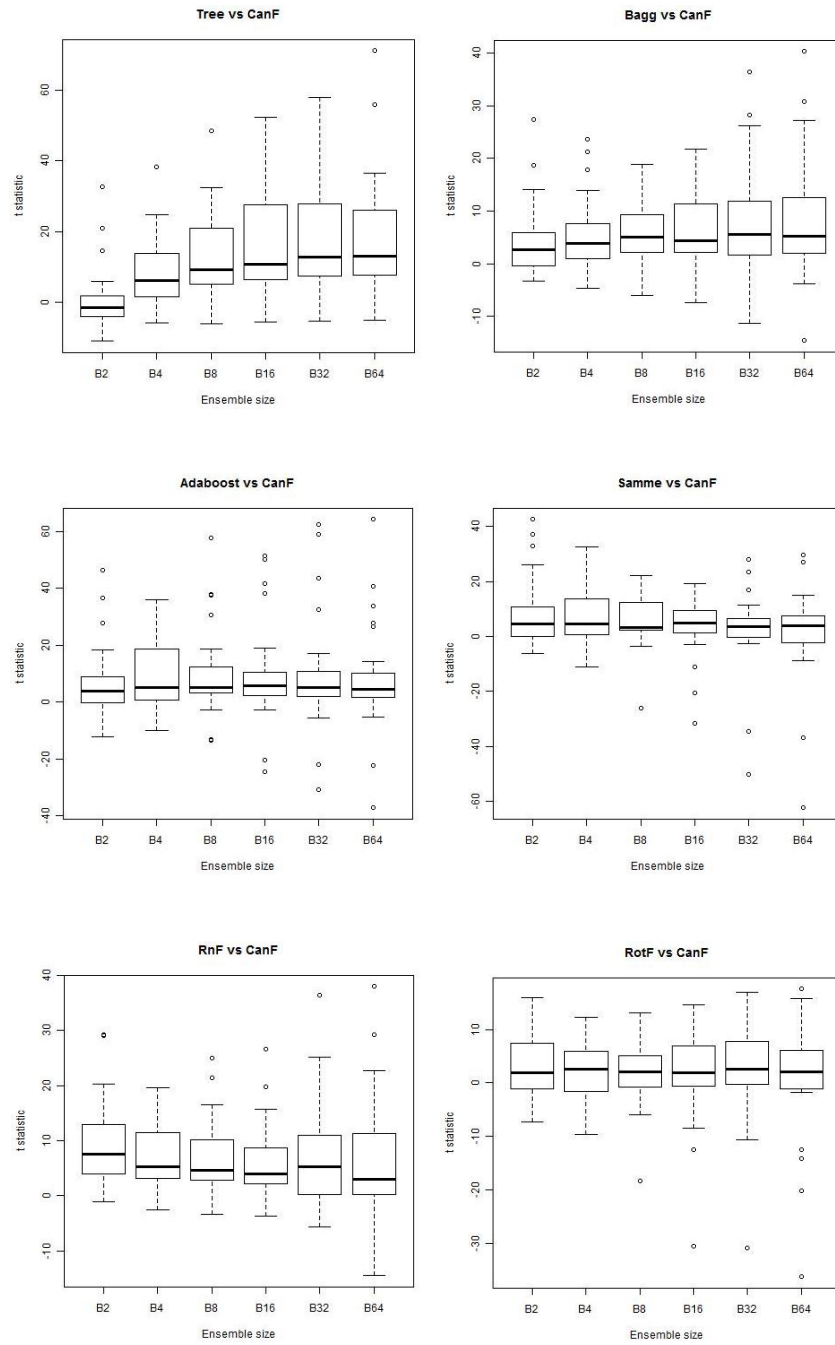 Tree vs CanF
t statistic
60
40
20
0
B2 B4 B8 B16 B32 B64
Ensemble size
Bagg vs CanF
t statistic
40
30
20
10
0
-10
B2 B4 B8 B16 B32 B64
Ensemble size
Adaboost vs CanF
t statistic
60
40
20
0
-20
-40
B2 B4 B8 B16 B32 B64
Ensemble size
Samme vs CanF
t statistic
40
20
0
-20
-40
-60
B2 B4 B8 B16 B32 B64
Ensemble size
RnF vs CanF
t statistic
40
30
20
10
0
-10
B2 B4 B8 B16 B32 B64
Ensemble size
RotF vs CanF
t statistic
10
0
-10
-20
-30
B2 B4 B8 B16 B32 B64
Ensemble size